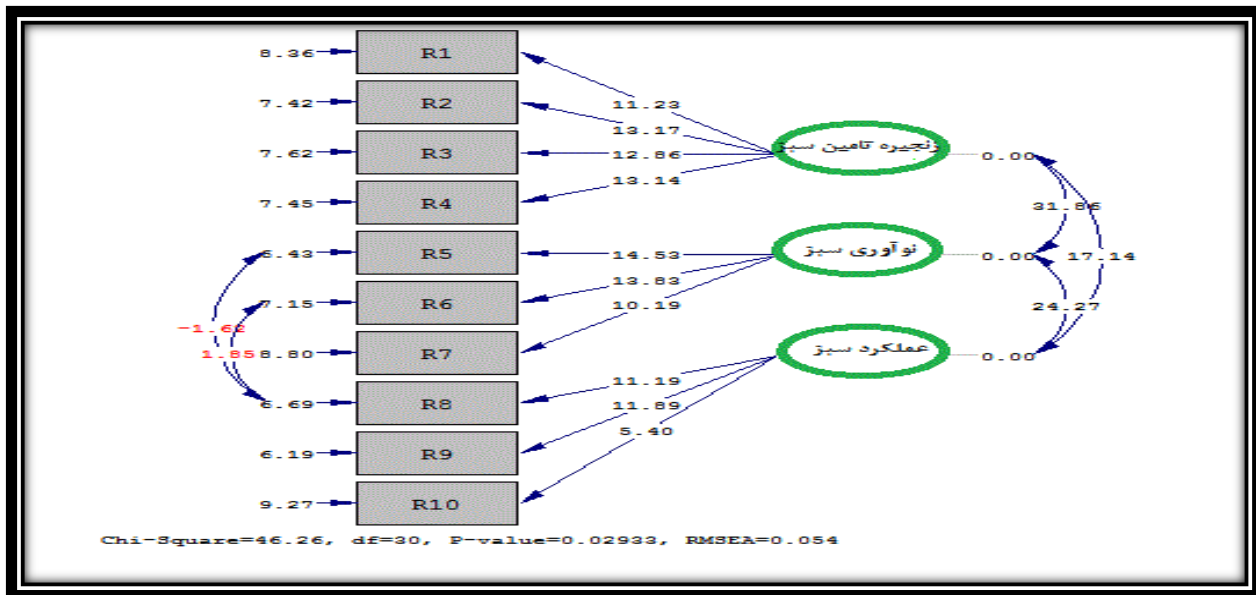 8.36 R1
11.23
7.42 R2
13.17
7.62 R3 12.86 زنجیره تامین سبز 0.00
13.14
7.45 R4
31.86
6.43 R5 14.53 نوآوری سبز 0.00 17.14
13.83
7.15 R6
10.19 24.27
-1.62
1.85 8.80 R7 عملکرد سبز 0.00
11.19
6.69 R8
11.89
5.40
6.19 R9
9.27 R10
Chi-Square=46.26, df=30, P-value=0.02933, RMSEA=0.054